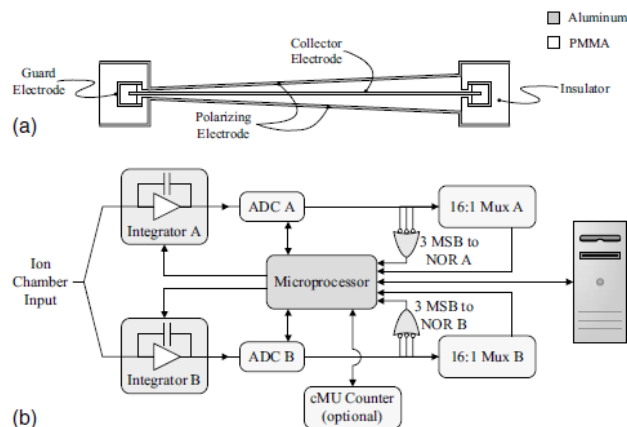 Aluminum
PMMA
Collector
Electrode
Guard
Electrode
Insulator
Polarizing
Electrode
(a)
Integrator A
ADC A
16:1 Mux A
3 MSB to
NOR A
Ion
Chamber
Input
Microprocessor
3 MSB to
NOR B
Integrator B
ADC B
16:1 Mux B
cMU Counter
(optional)
(b)